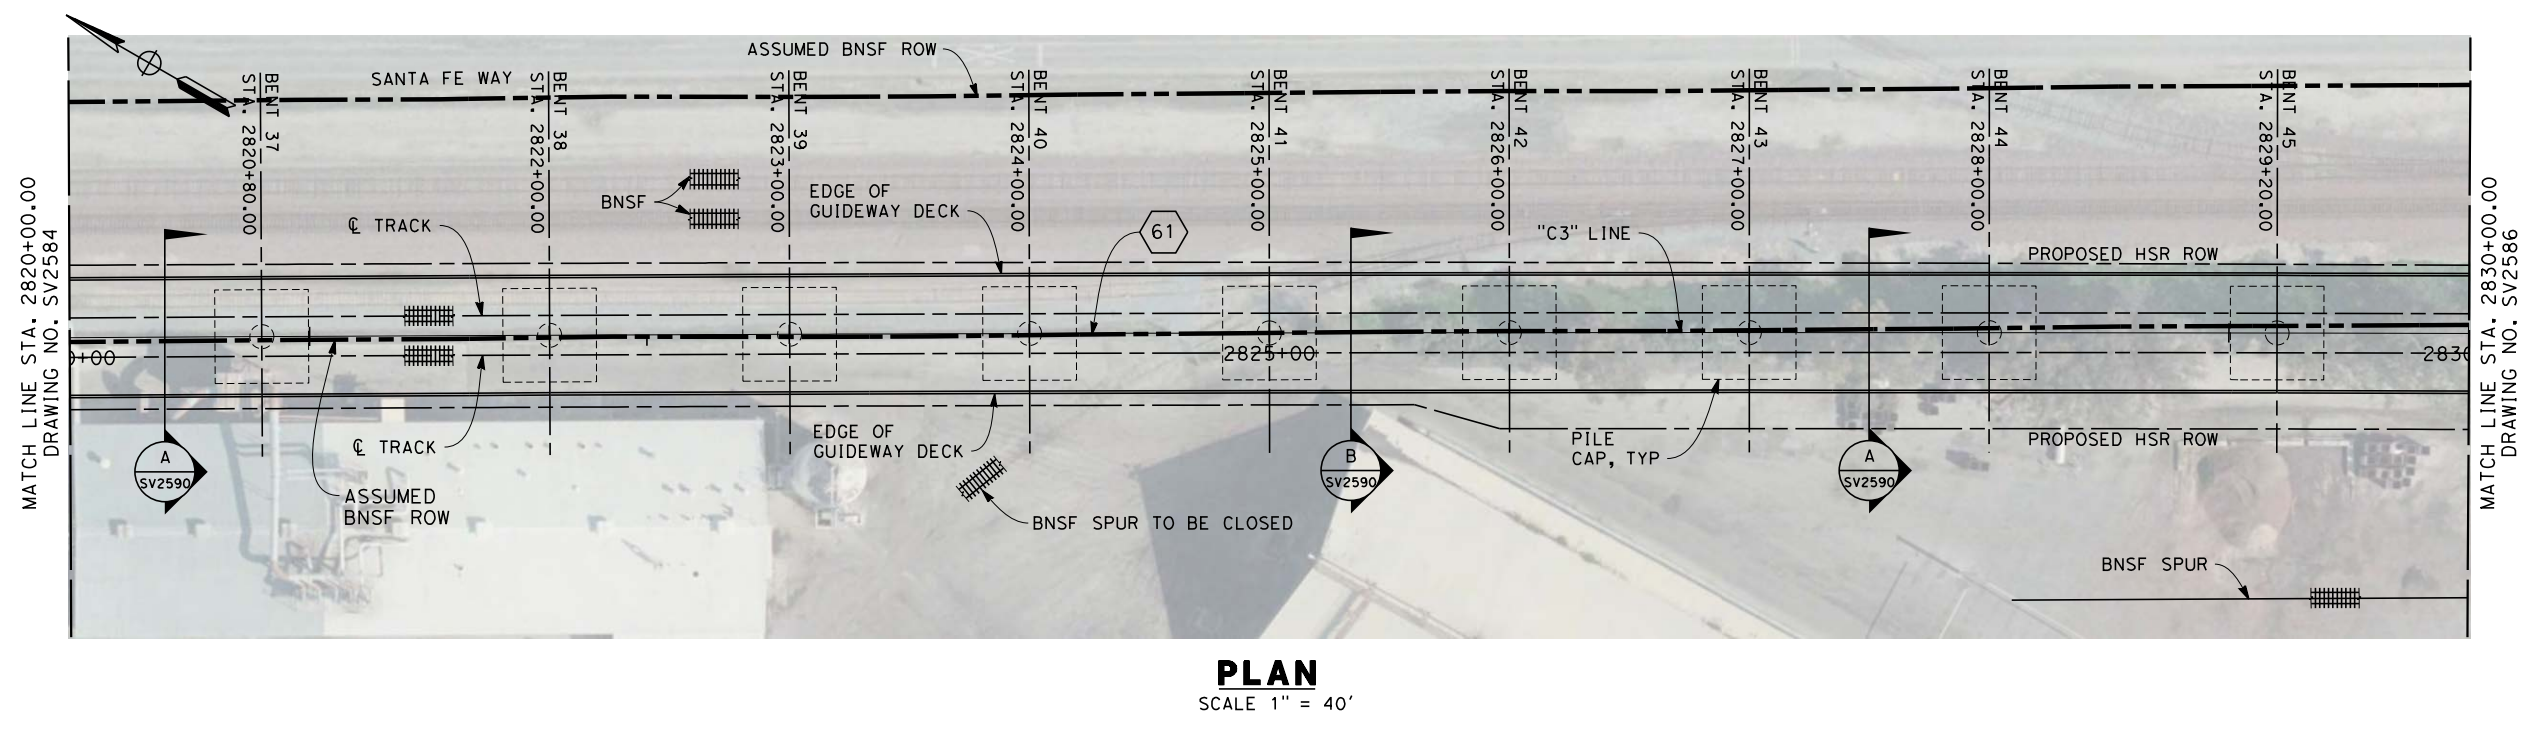 ASSUMED BNSF ROW
SANTA FE WAY
BENT 37
STA. 2820+80.00
BENT 38
STA. 2822+00.00
BENT 39
STA. 2823+00.00
BENT 40
STA. 2824+00.00
BENT 41
STA. 2825+00.00
BENT 42
STA. 2826+00.00
BENT 43
STA. 2827+00.00
BENT 44
STA. 2828+00.00
BENT 45
STA. 2829+20.00
MATCH LINE STA. 2820+00.00
DRAWING NO. SV2584
BNSF
EDGE OF
GUIDEWAY DECK
℄ TRACK
61
"C3" LINE
PROPOSED HSR ROW
0+00
2825+00
2830
℄ TRACK
EDGE OF
GUIDEWAY DECK
PILE
CAP, TYP
PROPOSED HSR ROW
A
SV2590
B
SV2590
A
SV2590
ASSUMED
BNSF ROW
BNSF SPUR TO BE CLOSED
BNSF SPUR
MATCH LINE STA. 2830+00.00
DRAWING NO. SV2586
PLAN
SCALE 1" = 40'